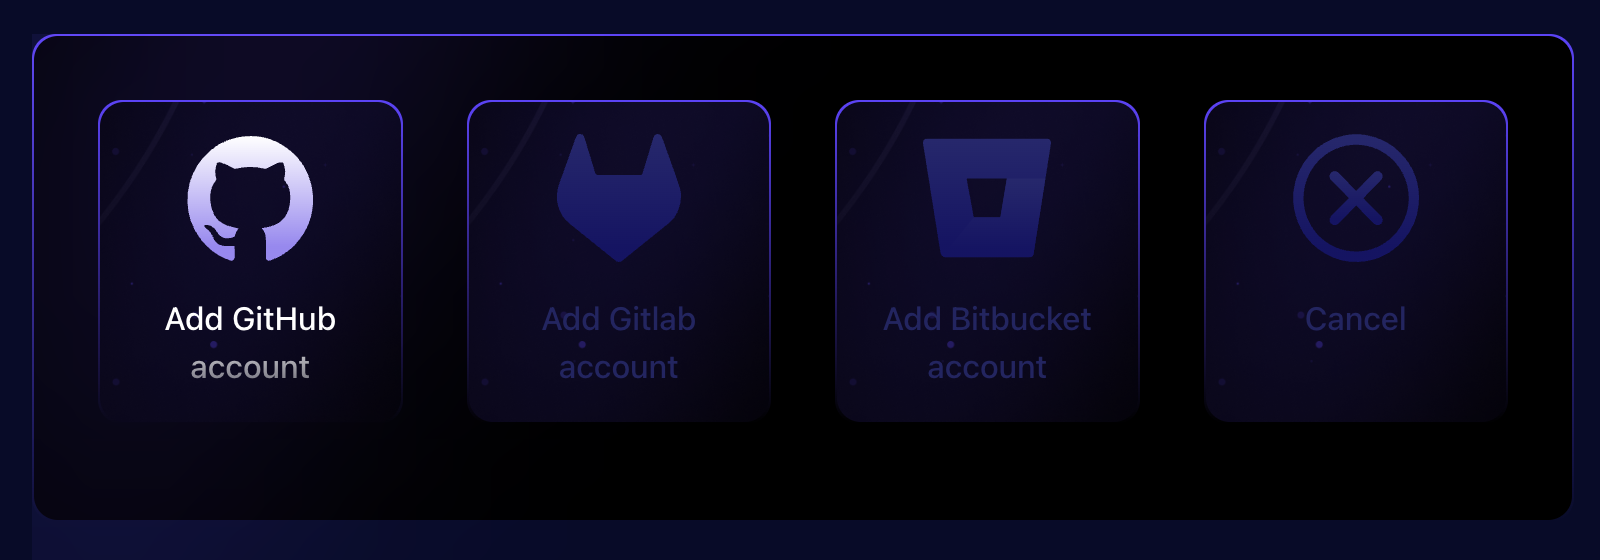 Add GitHub
account
Add Gitlab
account
Add Bitbucket
account
Cancel